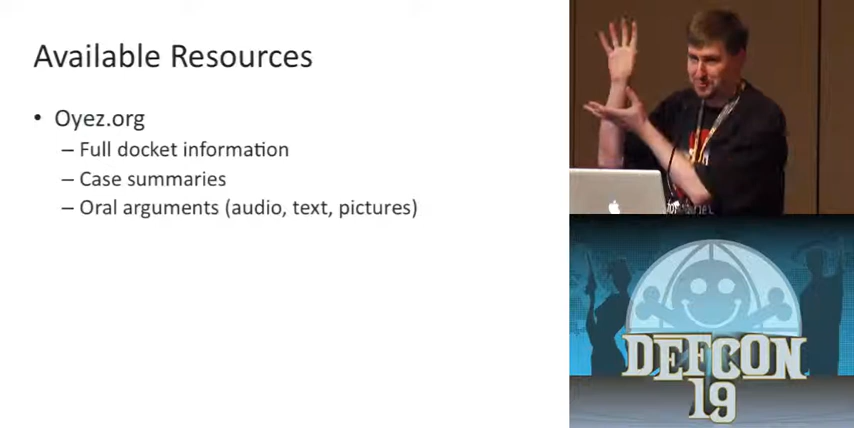 Available Resources
• Oyez.org
– Full docket information
– Case summaries
– Oral arguments (audio, text, pictures)
DEFCON
19